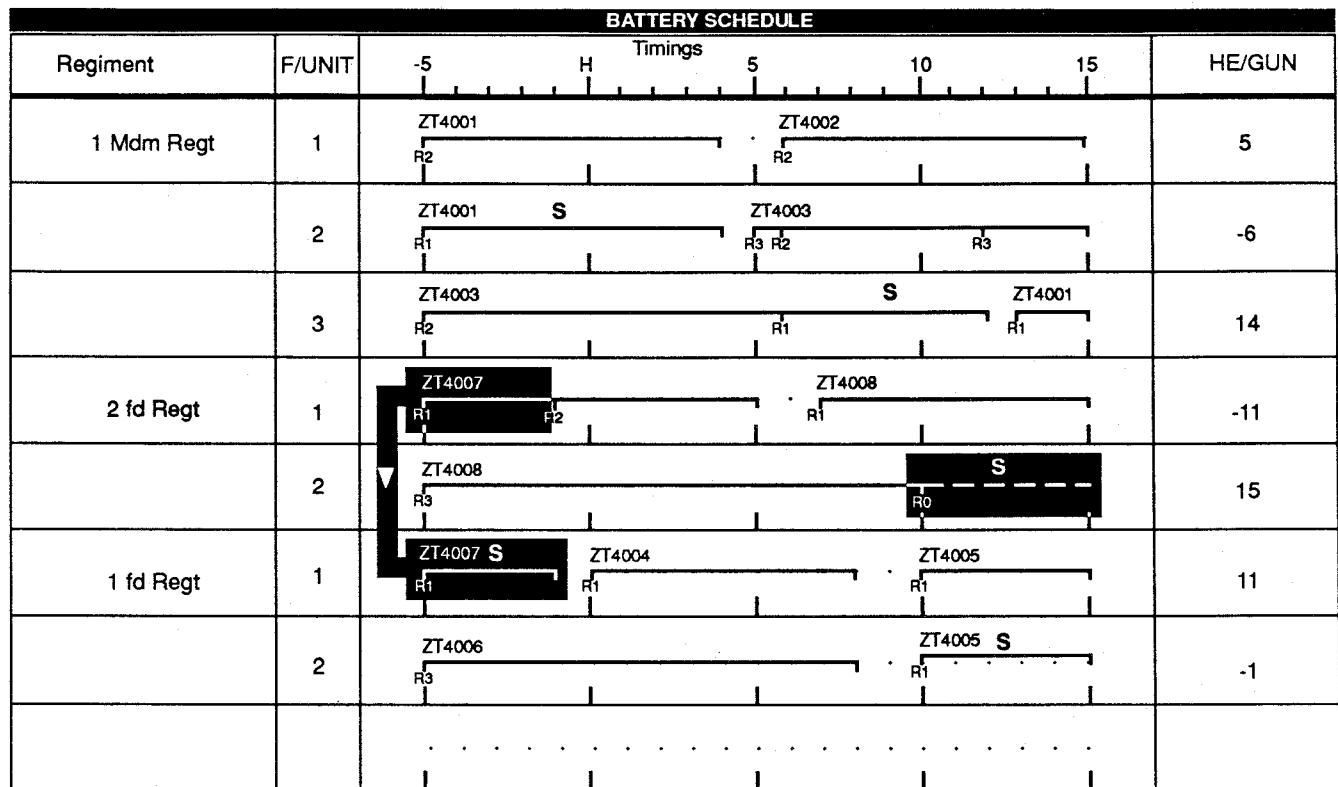 BATTERY SCHEDULE
Regiment F/UNIT Timings HE/GUN
-5 H 5 10 15
1 Mdm Regt 1 ZT4001 ZT4002 5
R2 R2
2 ZT4001 S ZT4003 -6
R1 R3 R2 R3
3 ZT4003 S ZT4001 14
R2 R1 R1
2 fd Regt 1 ZT4007 ZT4008 -11
R1 R2 R1
2 ZT4008 S 15
R3 R0
1 fd Regt 1 ZT4007 S ZT4004 ZT4005 11
R1 R1 R1
2 ZT4006 ZT4005 S -1
R3 R1